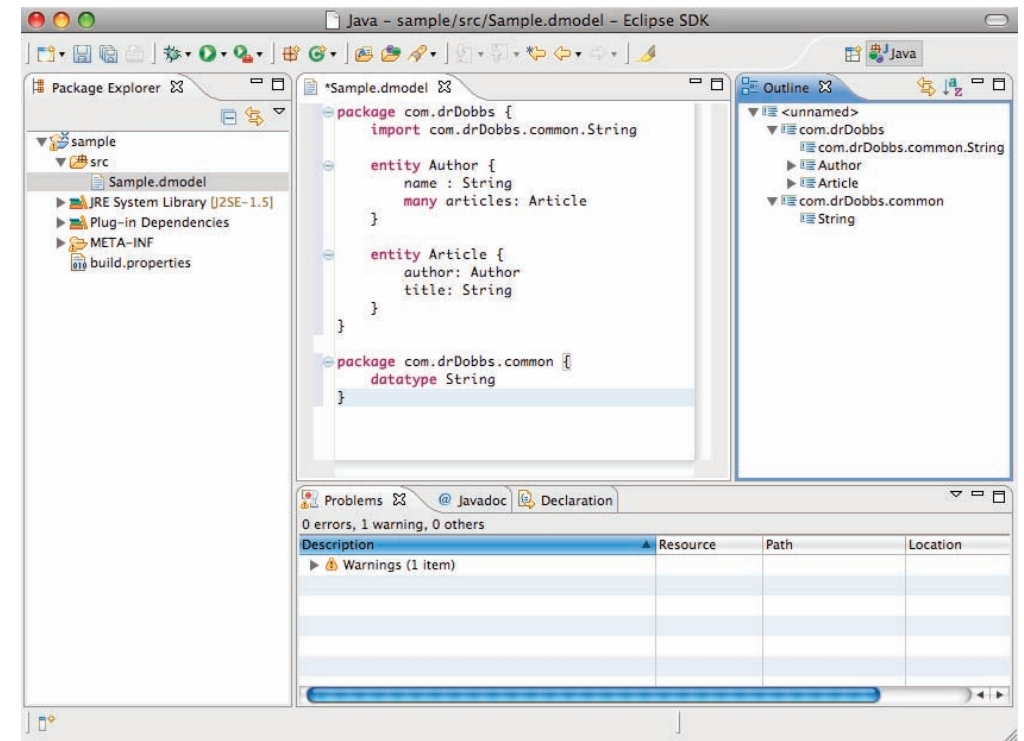 Java – sample/src/Sample.dmodel – Eclipse SDK
Java
Package Explorer
sample
src
Sample.dmodel
JRE System Library [J2SE-1.5]
Plug-in Dependencies
META-INF
build.properties
*Sample.dmodel
package com.drDobbs {
import com.drDobbs.common.String
entity Author {
name : String
many articles: Article
}
entity Article {
author: Author
title: String
}
}
package com.drDobbs.common {
datatype String
}
Outline
<unnamed>
com.drDobbs
com.drDobbs.common.String
Author
Article
com.drDobbs.common
String
Problems @ Javadoc Declaration
0 errors, 1 warning, 0 others
Description Resource Path Location
Warnings (1 item)